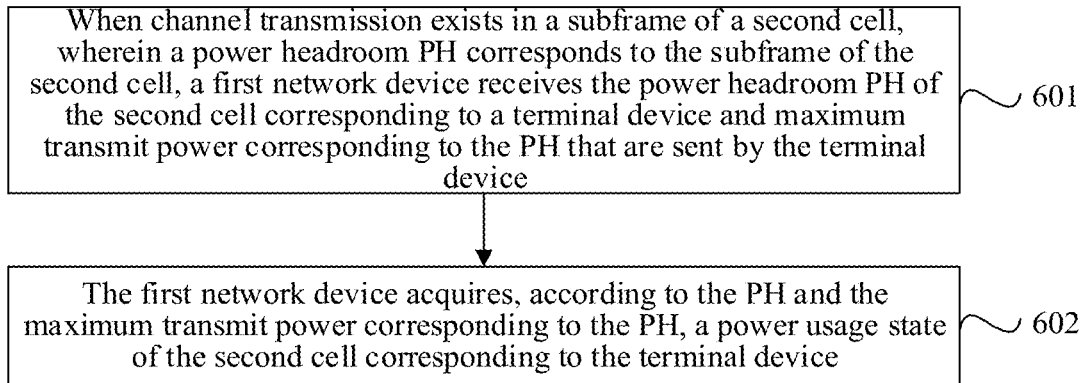 When channel transmission exists in a subframe of a second cell,
wherein a power headroom PH corresponds to the subframe of the
second cell, a first network device receives the power headroom PH of
the second cell corresponding to a terminal device and maximum
transmit power corresponding to the PH that are sent by the terminal
device
601
The first network device acquires, according to the PH and the
maximum transmit power corresponding to the PH, a power usage state
of the second cell corresponding to the terminal device
602